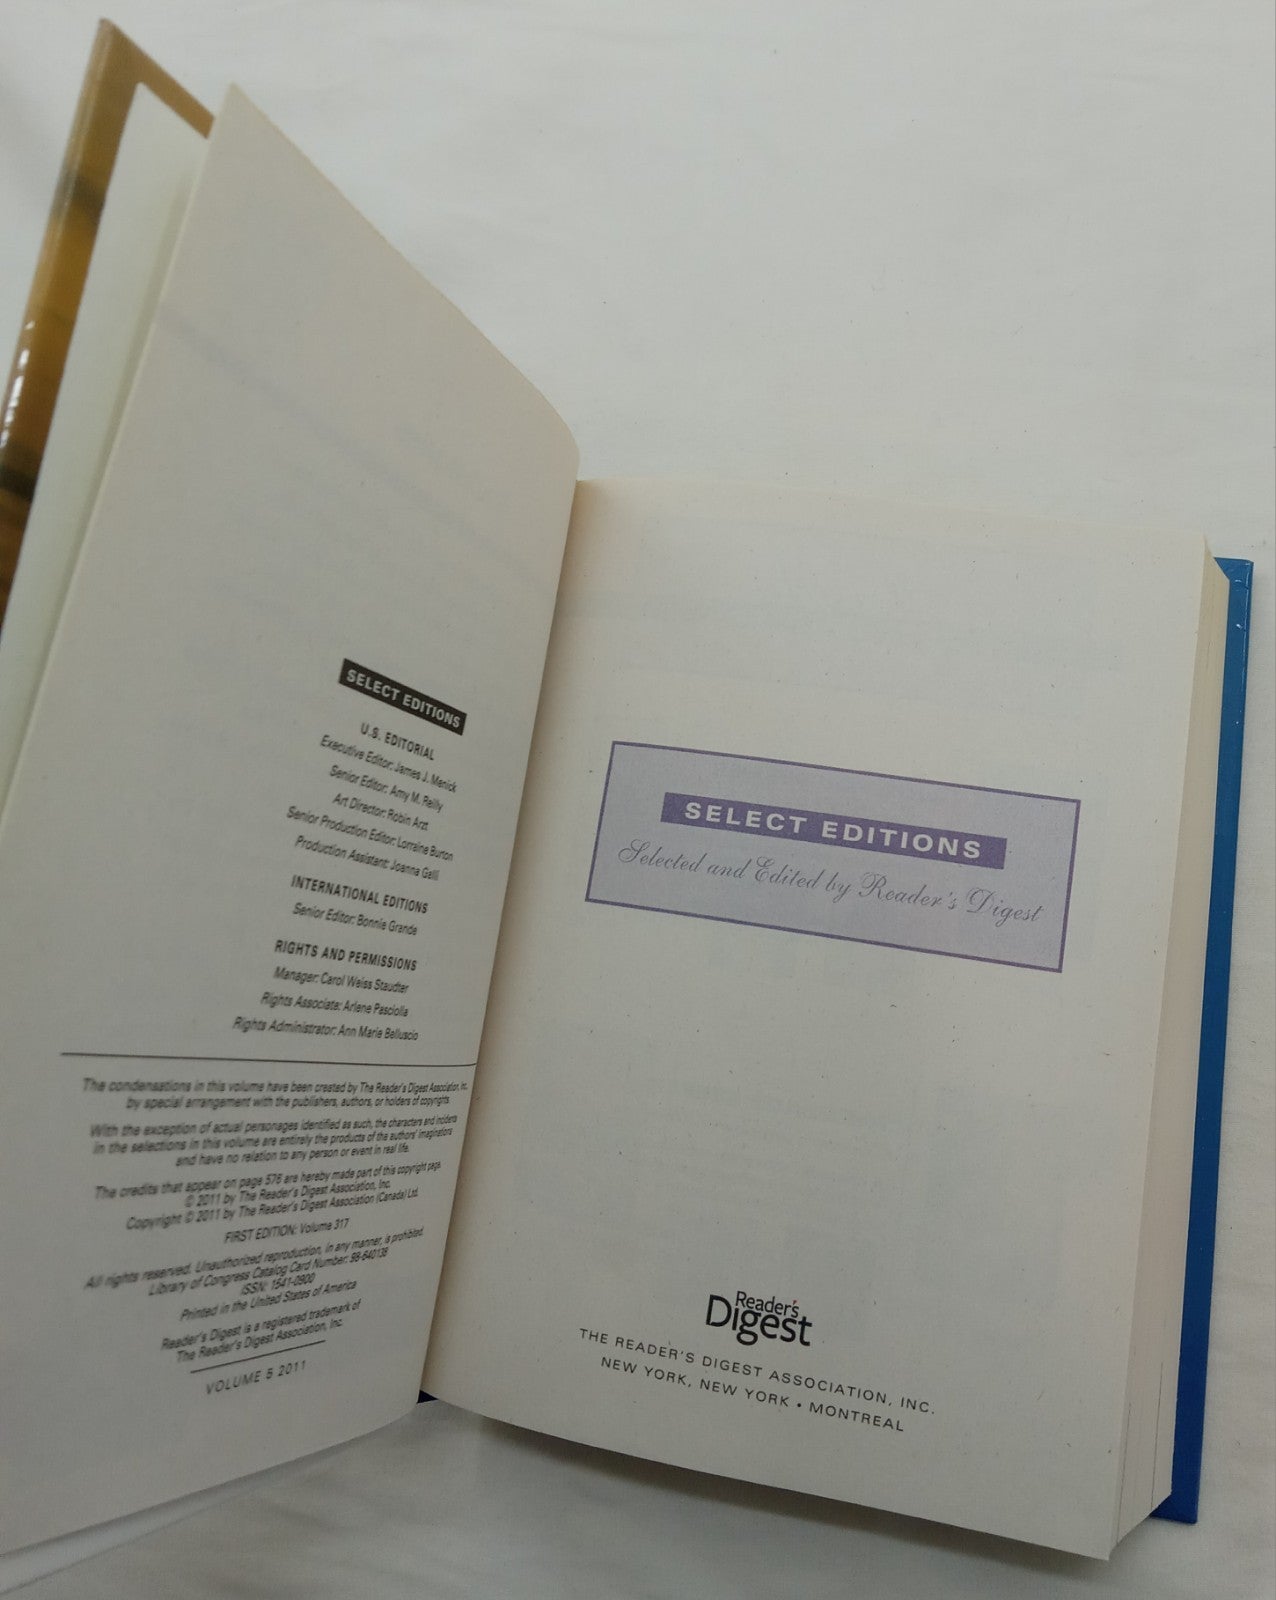 SELECT EDITIONS
U.S. EDITORIAL
Executive Editor: James J. Menick
Senior Editor: Amy M. Reilly
Art Director: Robin Arzt
Senior Production Editor: Lorraine Burton
Production Assistant: Joanna Galli
INTERNATIONAL EDITIONS
Senior Editor: Bonnie Grande
RIGHTS AND PERMISSIONS
Manager: Carol Weiss Staudter
Rights Associate: Arlene Pasciolla
Rights Administrator: Ann Marie Belluscio
The condensations in this volume have been created by The Reader's Digest Association, Inc.
by special arrangement with the publishers, authors, or holders of copyrights.
With the exception of actual personages identified as such, the characters and incidents
in the selections in this volume are entirely the products of the authors' imaginations
and have no relation to any person or event in real life.
The credits that appear on page 576 are hereby made part of this copyright page.
© 2011 by The Reader's Digest Association, Inc.
Copyright © 2011 by The Reader's Digest Association (Canada) Ltd.
FIRST EDITION: Volume 317
All rights reserved. Unauthorized reproduction, in any manner, is prohibited.
Library of Congress Catalog Card Number: 98-640138
ISSN: 1541-0900
Printed in the United States of America
Reader's Digest is a registered trademark of
The Reader's Digest Association, Inc.
VOLUME 5 2011
SELECT EDITIONS
Selected and Edited by Reader's Digest
Reader's
Digest
THE READER'S DIGEST ASSOCIATION, INC.
NEW YORK, NEW YORK • MONTREAL